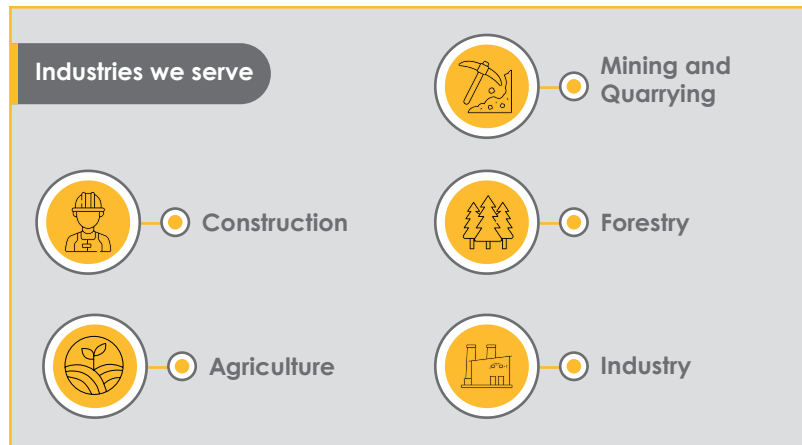 Industries we serve
Mining and
Quarrying
Construction
Forestry
Agriculture
Industry